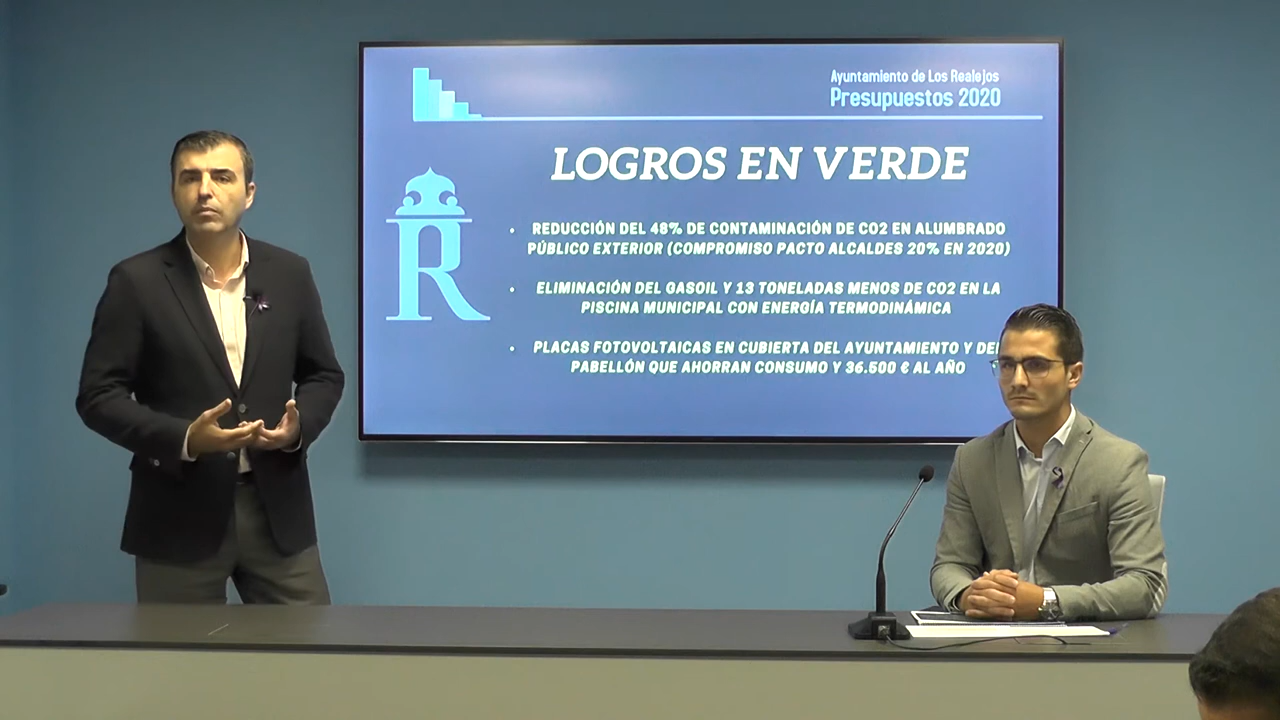 Ayuntamiento de Los Realejos
Presupuestos 2020
LOGROS EN VERDE
R
• REDUCCIÓN DEL 48% DE CONTAMINACIÓN DE CO2 EN ALUMBRADO
PÚBLICO EXTERIOR (COMPROMISO PACTO ALCALDES 20% EN 2020)
• ELIMINACIÓN DEL GASOIL Y 13 TONELADAS MENOS DE CO2 EN LA
PISCINA MUNICIPAL CON ENERGÍA TERMODINÁMICA
• PLACAS FOTOVOLTAICAS EN CUBIERTA DEL AYUNTAMIENTO Y DEL
PABELLÓN QUE AHORRAN CONSUMO Y 36.500 € AL AÑO